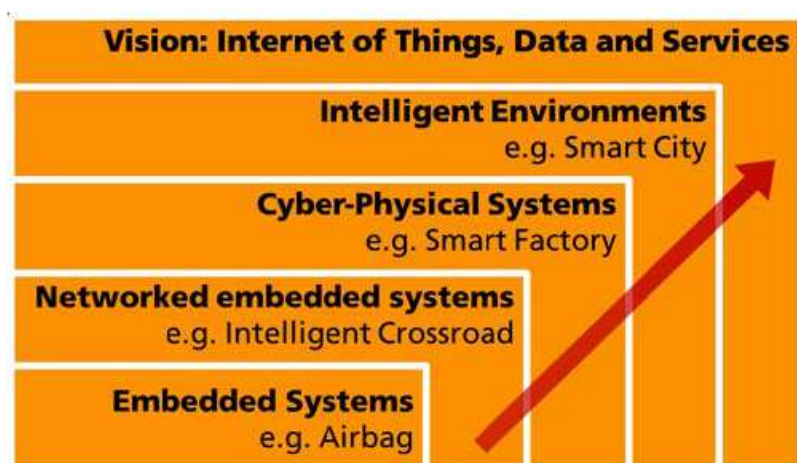 Vision: Internet of Things, Data and Services
Intelligent Environments
e.g. Smart City
Cyber-Physical Systems
e.g. Smart Factory
Networked embedded systems
e.g. Intelligent Crossroad
Embedded Systems
e.g. Airbag